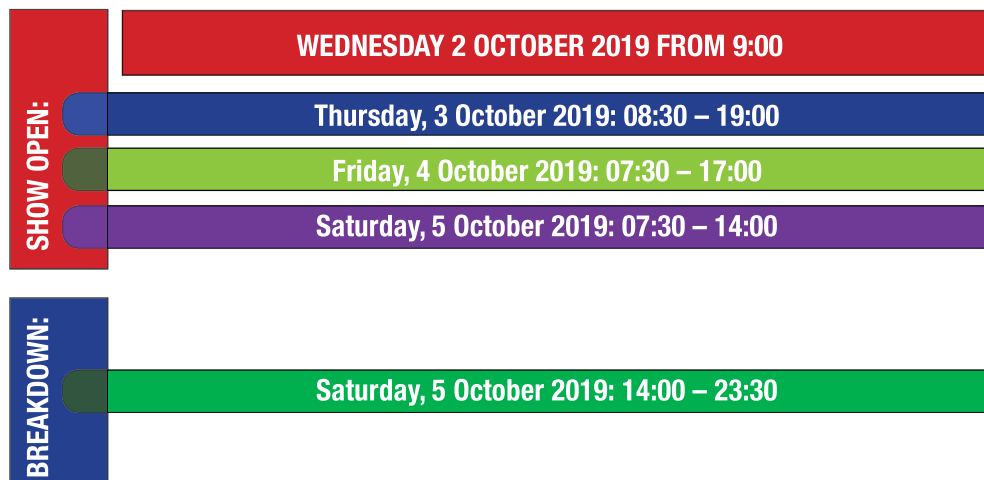 WEDNESDAY 2 OCTOBER 2019 FROM 9:00
SHOW OPEN:
Thursday, 3 October 2019: 08:30 – 19:00
Friday, 4 October 2019: 07:30 – 17:00
Saturday, 5 October 2019: 07:30 – 14:00
BREAKDOWN:
Saturday, 5 October 2019: 14:00 – 23:30